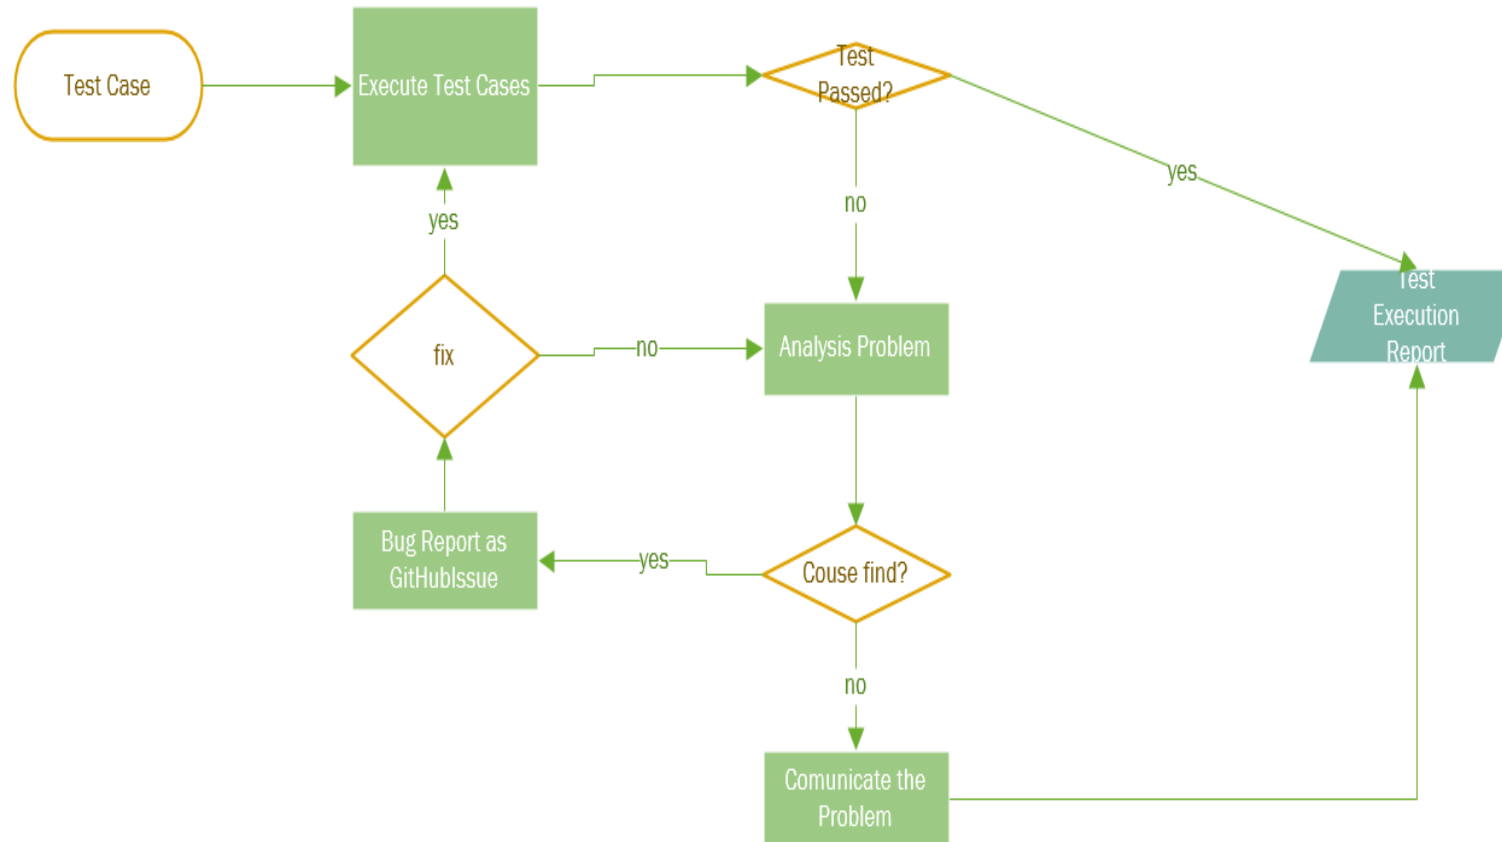 Test Case
Execute Test Cases
Test
Passed?
yes
no
yes
fix
no
Analysis Problem
Test
Execution
Report
Bug Report as
GitHubIssue
yes
Couse find?
no
Comunicate the
Problem